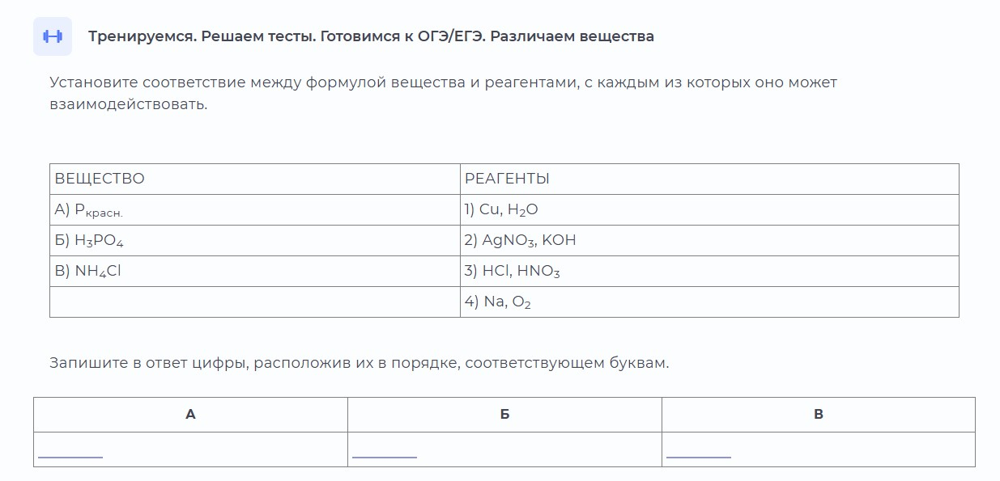 Тренируемся. Решаем тесты. Готовимся к ОГЭ/ЕГЭ. Различаем вещества
Установите соответствие между формулой вещества и реагентами, с каждым из которых оно может
взаимодействовать.
ВЕЩЕСТВО РЕАГЕНТЫ
А) Pкрасн. 1) Cu, H₂O
Б) H₃PO₄ 2) AgNO₃, KOH
В) NH₄Cl 3) HCl, HNO₃
4) Na, O₂
Запишите в ответ цифры, расположив их в порядке, соответствующем буквам.
А Б В